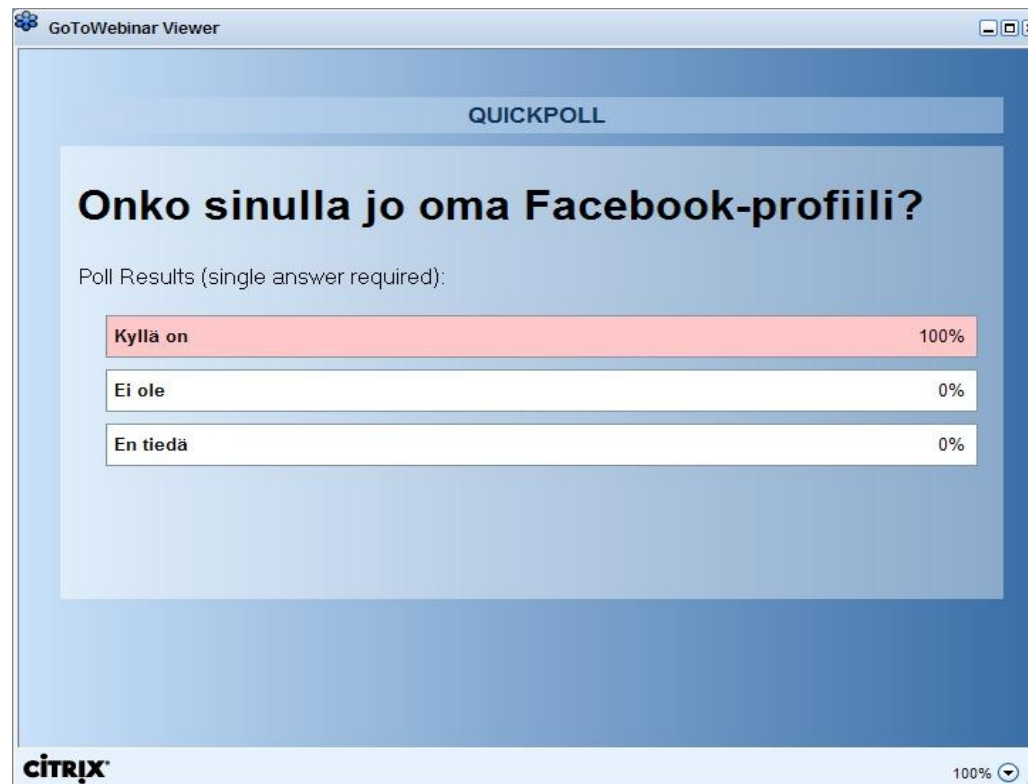 GoToWebinar Viewer
QUICKPOLL
Onko sinulla jo oma Facebook-profiili?
Poll Results (single answer required):
Kyllä on 100%
Ei ole 0%
En tiedä 0%
CITRIX 100%